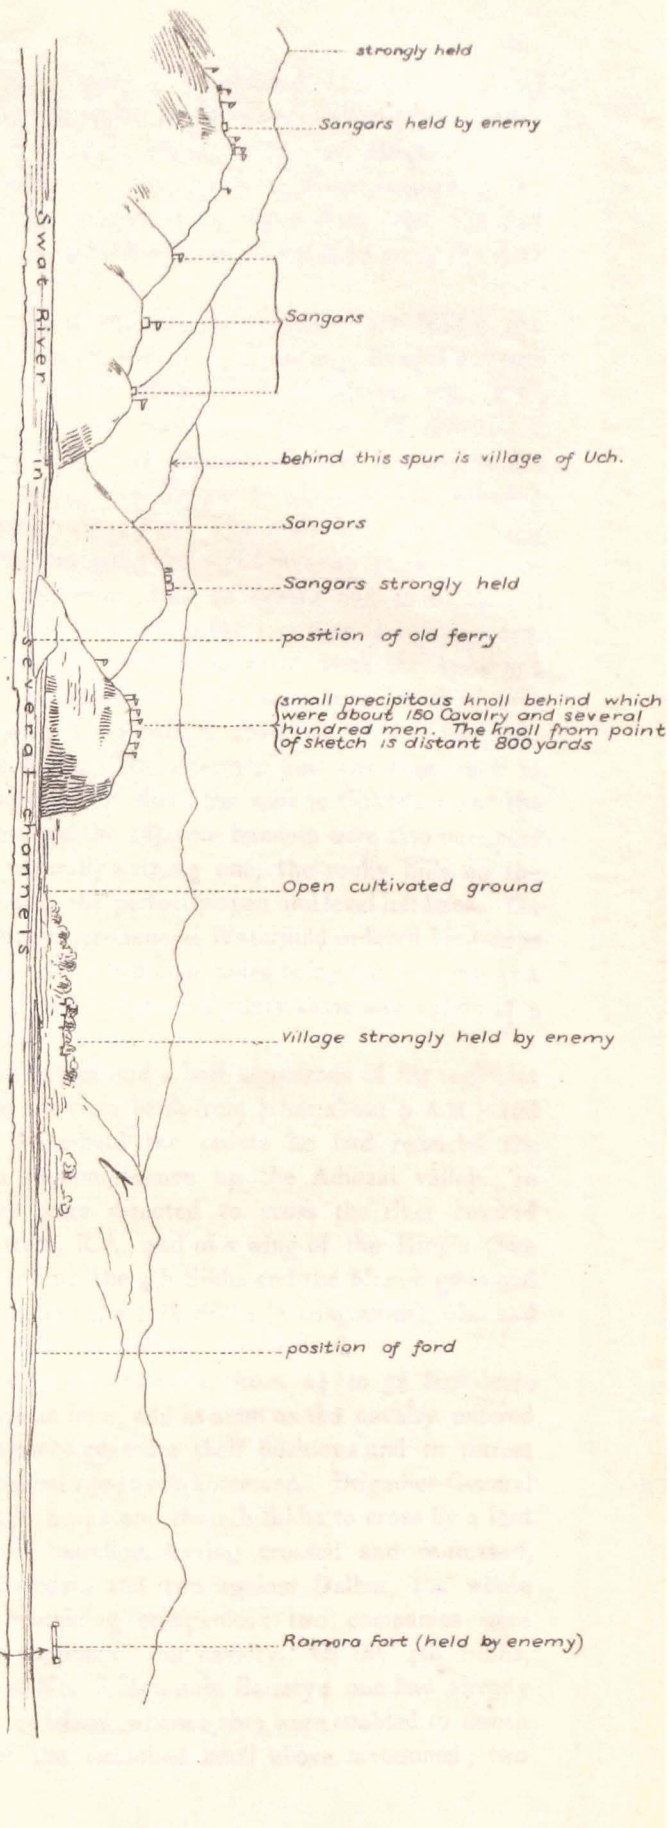 strongly held
Sangars held by enemy
Swat River in several channels
Sangars
behind this spur is village of Uch.
Sangars
Sangars strongly held
position of old ferry
small precipitous knoll behind which
were about 150 Cavalry and several
hundred men. The knoll from point
of sketch is distant 800 yards
Open cultivated ground
Village strongly held by enemy
position of ford
Ramora Fort (held by enemy)